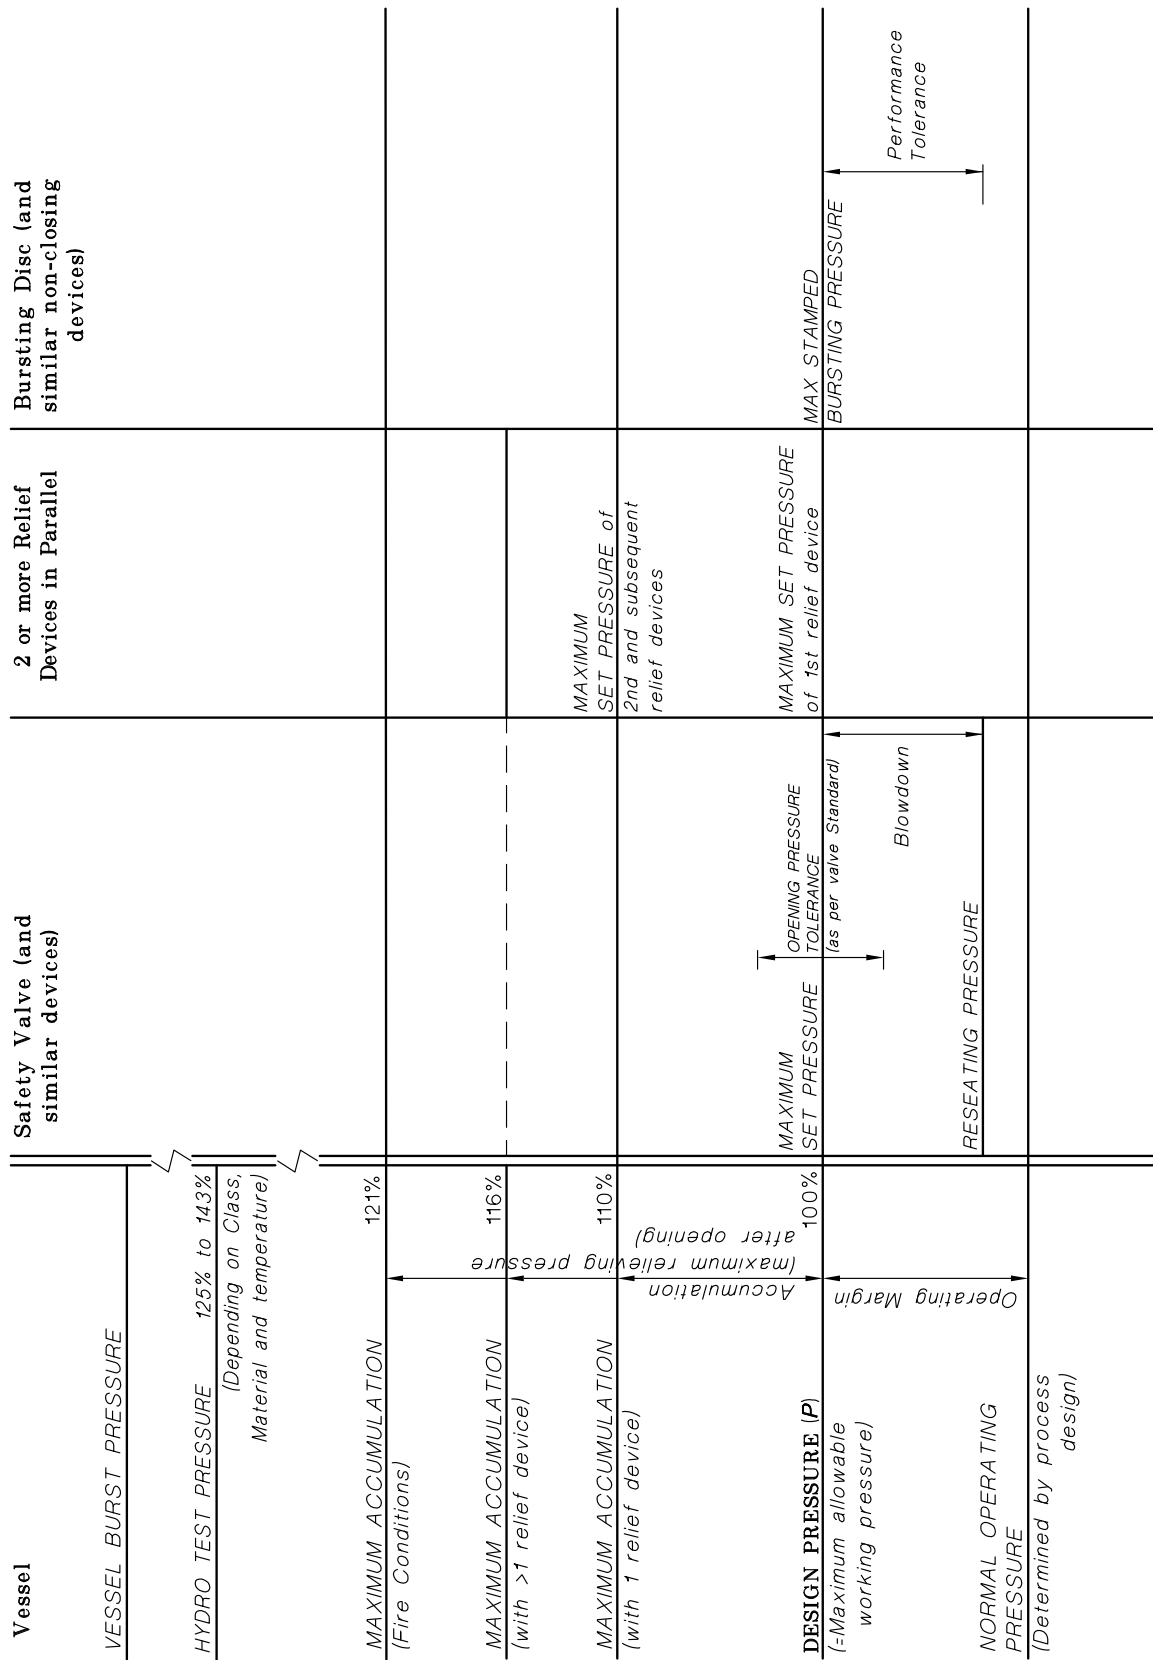 Vessel
Safety Valve (and
similar devices)
2 or more Relief
Devices in Parallel
Bursting Disc (and
similar non-closing
devices)
VESSEL BURST PRESSURE
HYDRO TEST PRESSURE 125% to 143%
(Depending on Class,
Material and temperature)
MAXIMUM ACCUMULATION 121%
(Fire Conditions)
MAXIMUM ACCUMULATION 116%
(with >1 relief device)
MAXIMUM ACCUMULATION 110%
(with 1 relief device)
Accumulation
(maximum relieving pressure
after opening)
MAXIMUM
SET PRESSURE of
2nd and subsequent
relief devices
DESIGN PRESSURE (P) 100%
(=Maximum allowable
working pressure)
Operating Margin
MAXIMUM
SET PRESSURE
OPENING PRESSURE
TOLERANCE
(as per valve Standard)
Blowdown
MAXIMUM SET PRESSURE
of 1st relief device
MAX STAMPED
BURSTING PRESSURE
Performance
Tolerance
RESEATING PRESSURE
NORMAL OPERATING
PRESSURE
(Determined by process
design)